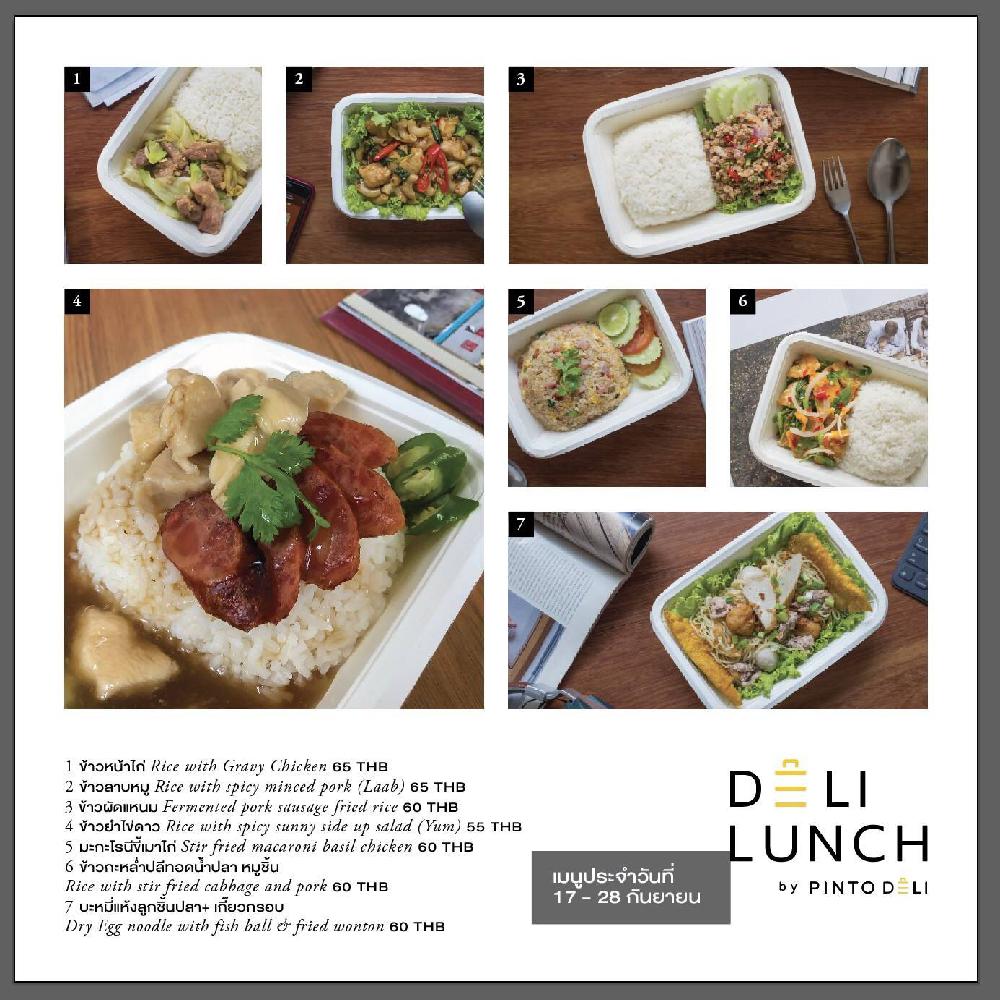 1
2
3
4
5
6
7
1 ข้าวหน้าไก่ Rice with Gravy Chicken 65 THB
2 ข้าวลาบหมู Rice with spicy minced pork (Laab) 65 THB
3 ข้าวผัดแหนม Fermented pork sausage fried rice 60 THB
4 ข้าวยำไข่ดาว Rice with spicy sunny side up salad (Yum) 55 THB
5 มะกะโรนีขี้เมาไก่ Stir fried macaroni basil chicken 60 THB
6 ข้าวกะหล่ำปลีทอดน้ำปลา หมูชิ้น
Rice with stir fried cabbage and pork 60 THB
7 บะหมี่แห้งลูกชิ้นปลา+ เกี๊ยวกรอบ
Dry Egg noodle with fish ball & fried wonton 60 THB
เมนูประจำวันที่
17 - 28 กันยายน
DELI
LUNCH
by PINTO DELI